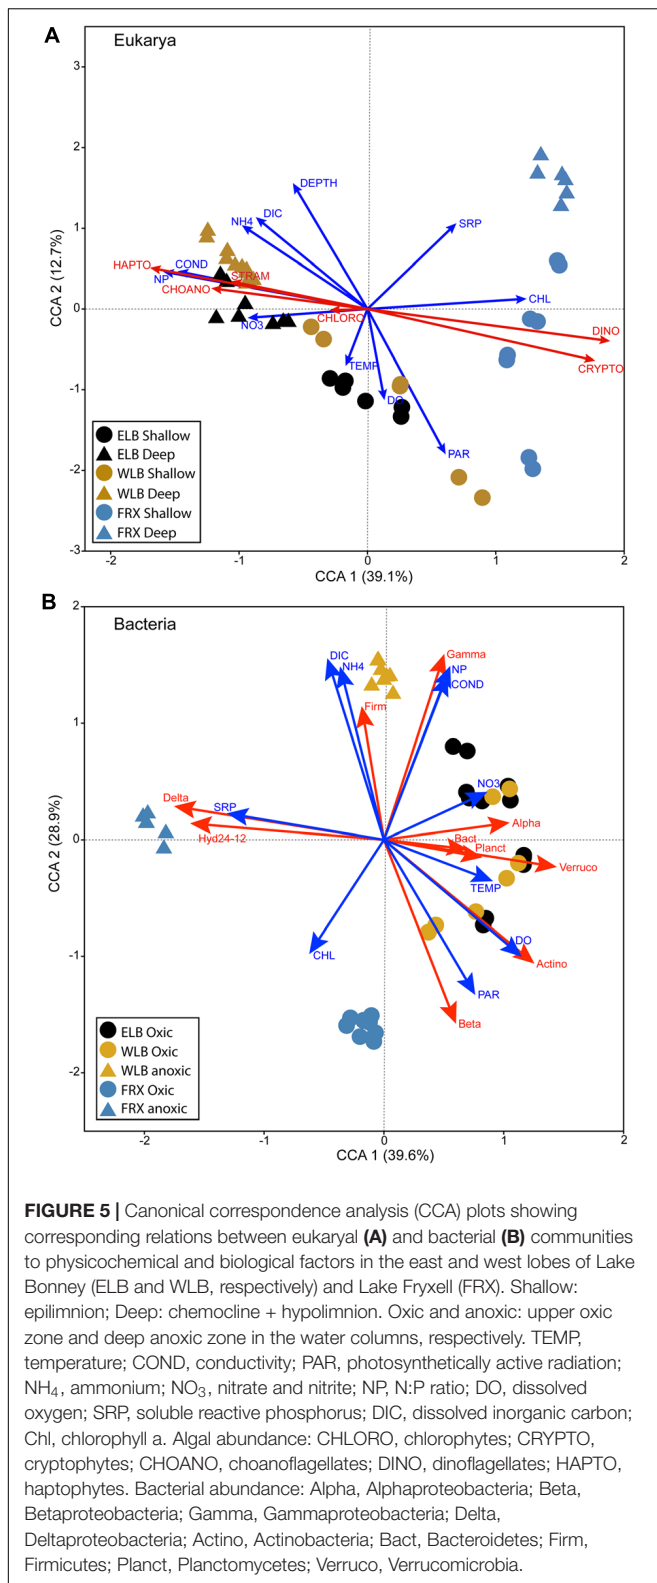 A
Eukarya
3
2
1
0
-1
-2
-3
-2
-1
0
1
2
CCA 2 (12.7%)
CCA 1 (39.1%)
DEPTH
DIC
NH4
SRP
HAPTO
COND
NP
STRAM
CHOANO
CHL
CHLORO
NO3
DINO
TEMP
CRYPTO
DO
PAR
ELB Shallow
ELB Deep
WLB Shallow
WLB Deep
FRX Shallow
FRX Deep
B
Bacteria
2
1
0
-1
-2
-2
-1
0
1
2
CCA 2 (28.9%)
CCA 1 (39.6%)
DIC
NH4
Gamma
NP
COND
Firm
NO3
Delta
SRP
Alpha
Hyd24-12
Bact
Planct
Verruco
TEMP
CHL
DO
Actino
PAR
Beta
ELB Oxic
WLB Oxic
WLB anoxic
FRX Oxic
FRX anoxic
FIGURE 5 | Canonical correspondence analysis (CCA) plots showing
corresponding relations between eukaryal (A) and bacterial (B) communities
to physicochemical and biological factors in the east and west lobes of Lake
Bonney (ELB and WLB, respectively) and Lake Fryxell (FRX). Shallow:
epilimnion; Deep: chemocline + hypolimnion. Oxic and anoxic: upper oxic
zone and deep anoxic zone in the water columns, respectively. TEMP,
temperature; COND, conductivity; PAR, photosynthetically active radiation;
NH₄, ammonium; NO₃, nitrate and nitrite; NP, N:P ratio; DO, dissolved
oxygen; SRP, soluble reactive phosphorus; DIC, dissolved inorganic carbon;
Chl, chlorophyll a. Algal abundance: CHLORO, chlorophytes; CRYPTO,
cryptophytes; CHOANO, choanoflagellates; DINO, dinoflagellates; HAPTO,
haptophytes. Bacterial abundance: Alpha, Alphaproteobacteria; Beta,
Betaproteobacteria; Gamma, Gammaproteobacteria; Delta,
Deltaproteobacteria; Actino, Actinobacteria; Bact, Bacteroidetes; Firm,
Firmicutes; Planct, Planctomycetes; Verruco, Verrucomicrobia.